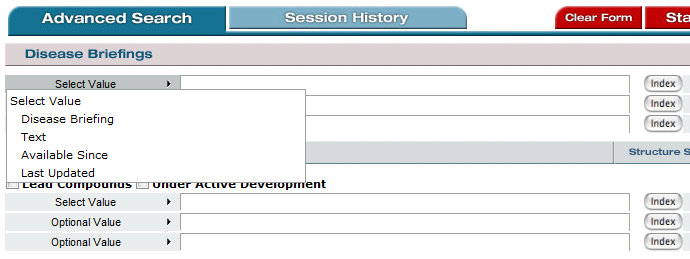 Advanced Search Session History Clear Form
Disease Briefings
Select Value Index
Select Value
Index
Disease Briefing
Text Index
Available Since
Structure S
Last Updated
Lead Compounds Under Active Development
Select Value Index
Optional Value Index
Optional Value Index